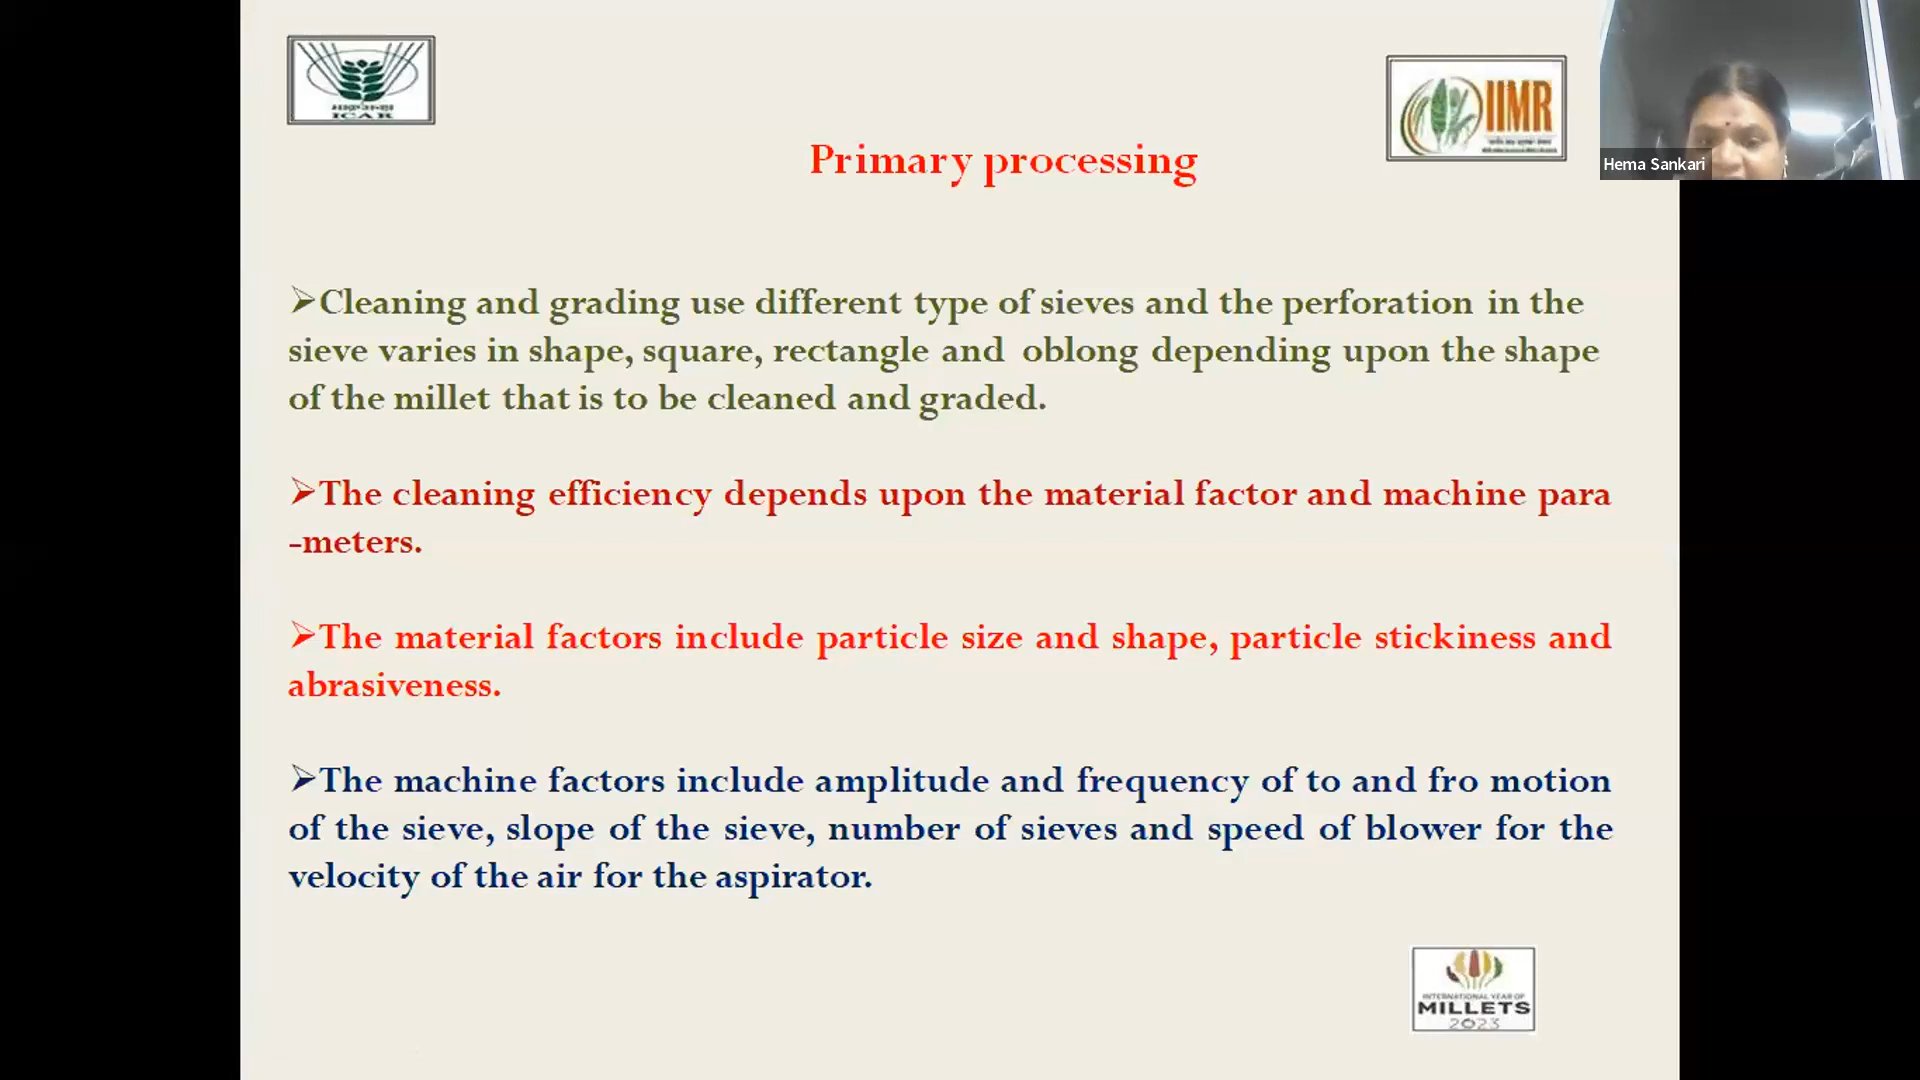 ICAR
IIMR
Hema Sankari
Primary processing
➢Cleaning and grading use different type of sieves and the perforation in the
sieve varies in shape, square, rectangle and oblong depending upon the shape
of the millet that is to be cleaned and graded.
➢The cleaning efficiency depends upon the material factor and machine para
-meters.
➢The material factors include particle size and shape, particle stickiness and
abrasiveness.
➢The machine factors include amplitude and frequency of to and fro motion
of the sieve, slope of the sieve, number of sieves and speed of blower for the
velocity of the air for the aspirator.
INTERNATIONAL YEAR OF
MILLETS
2023